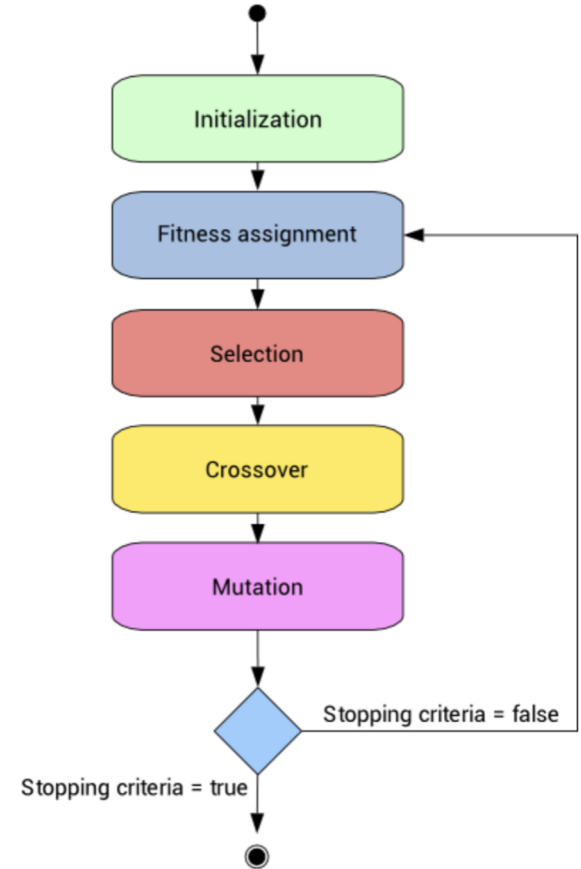 Initialization
Fitness assignment
Selection
Crossover
Mutation
Stopping criteria = false
Stopping criteria = true